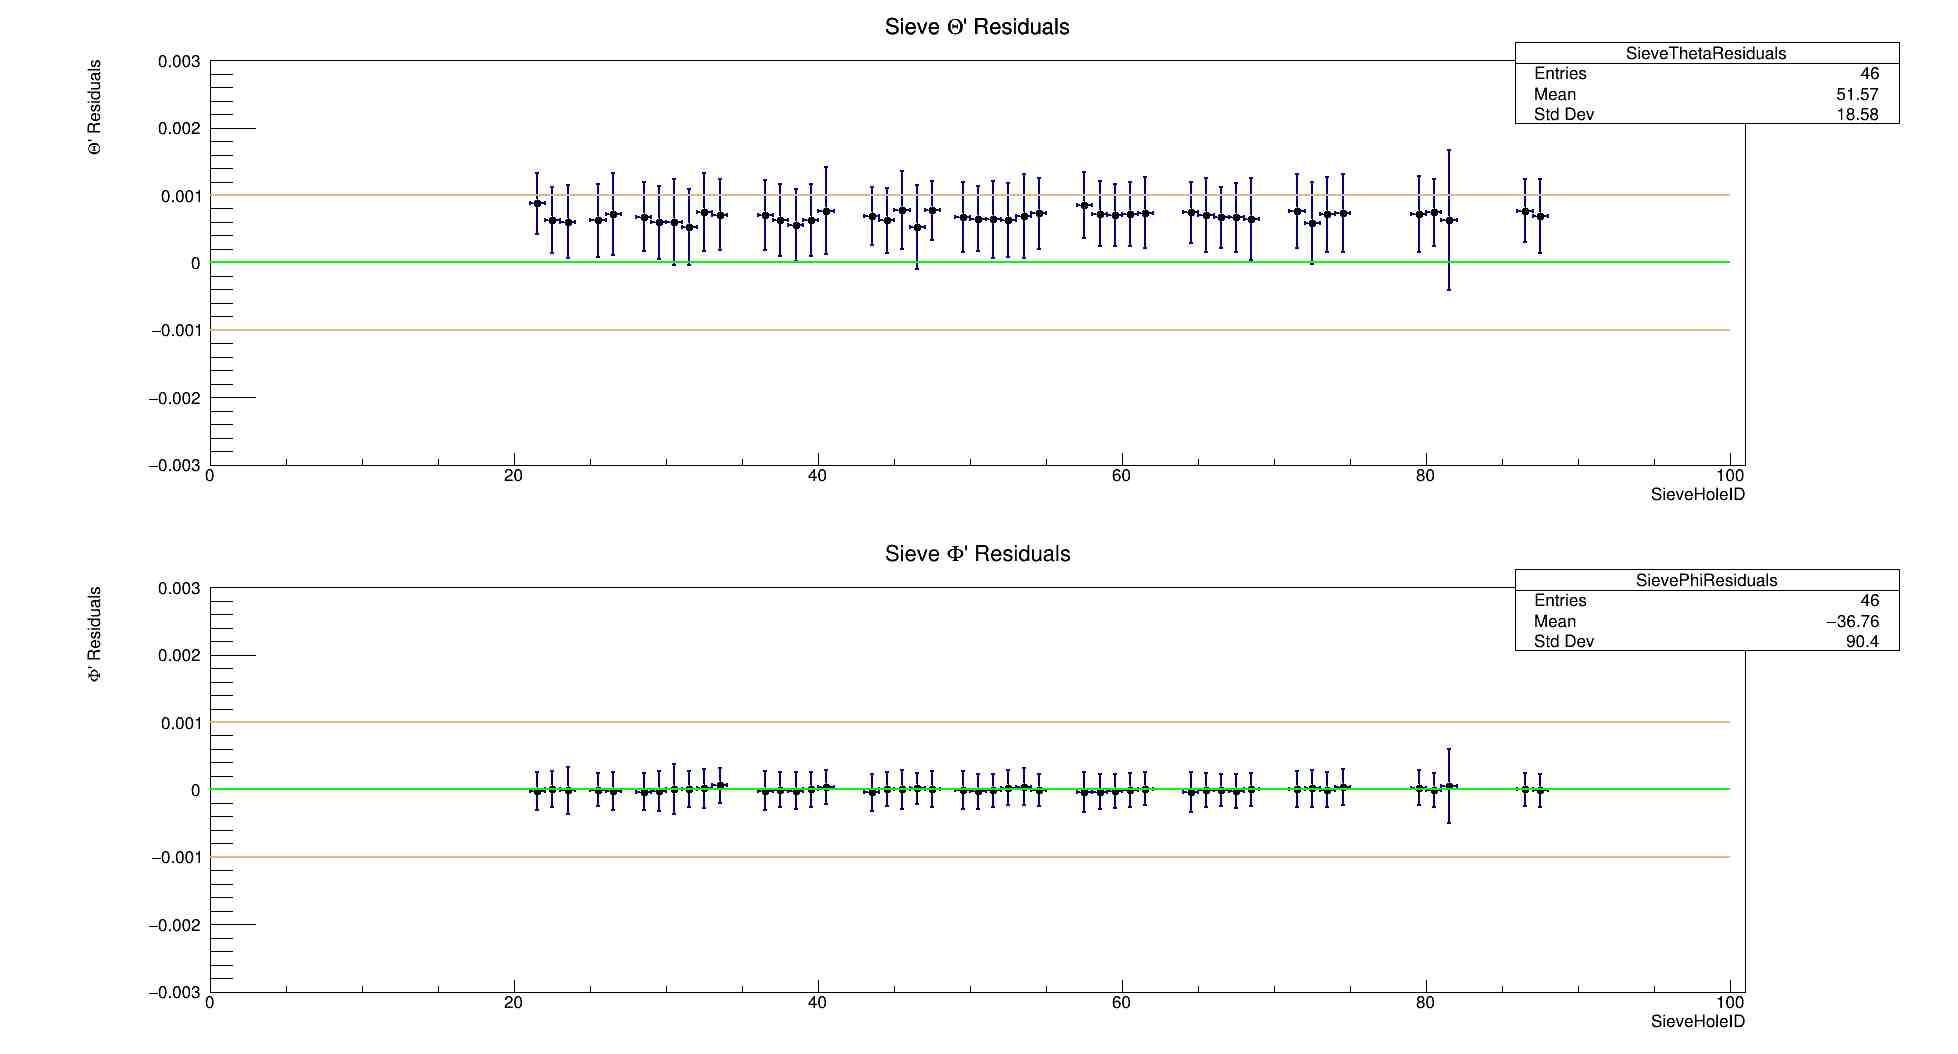 Sieve Θ' Residuals
Θ' Residuals
SieveThetaResiduals
Entries 46
Mean 51.57
Std Dev 18.58
0.003
0.002
0.001
0
−0.001
−0.002
−0.003
0 20 40 60 80 100
SieveHoleID
Sieve Φ' Residuals
Φ' Residuals
SievePhiResiduals
Entries 46
Mean −36.76
Std Dev 90.4
0.003
0.002
0.001
0
−0.001
−0.002
−0.003
0 20 40 60 80 100
SieveHoleID